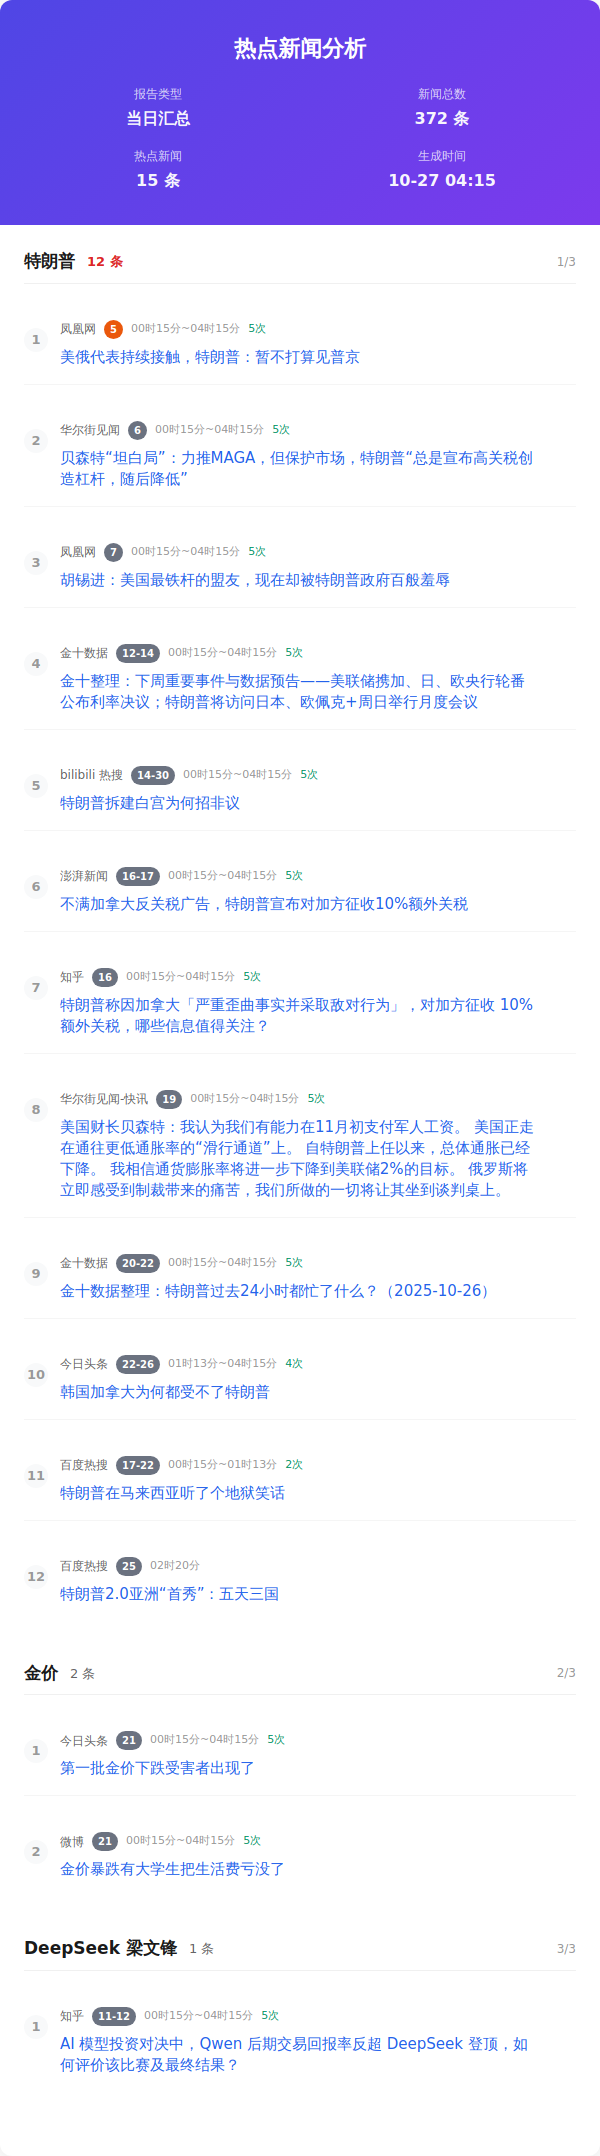 热点新闻分析
报告类型
新闻总数
当日汇总
372 条
热点新闻
生成时间
15 条
10-27 04:15
特朗普 12 条 1/3
1
凤凰网 5 00时15分~04时15分 5次
美俄代表持续接触，特朗普：暂不打算见普京
2
华尔街见闻 6 00时15分~04时15分 5次
贝森特“坦白局”：力推MAGA，但保护市场，特朗普“总是宣布高关税创
造杠杆，随后降低”
3
凤凰网 7 00时15分~04时15分 5次
胡锡进：美国最铁杆的盟友，现在却被特朗普政府百般羞辱
4
金十数据 12-14 00时15分~04时15分 5次
金十整理：下周重要事件与数据预告——美联储携加、日、欧央行轮番
公布利率决议；特朗普将访问日本、欧佩克+周日举行月度会议
5
bilibili 热搜 14-30 00时15分~04时15分 5次
特朗普拆建白宫为何招非议
6
澎湃新闻 16-17 00时15分~04时15分 5次
不满加拿大反关税广告，特朗普宣布对加方征收10%额外关税
7
知乎 16 00时15分~04时15分 5次
特朗普称因加拿大「严重歪曲事实并采取敌对行为」，对加方征收 10%
额外关税，哪些信息值得关注？
8
华尔街见闻-快讯 19 00时15分~04时15分 5次
美国财长贝森特：我认为我们有能力在11月初支付军人工资。 美国正走
在通往更低通胀率的“滑行通道”上。 自特朗普上任以来，总体通胀已经
下降。 我相信通货膨胀率将进一步下降到美联储2%的目标。 俄罗斯将
立即感受到制裁带来的痛苦，我们所做的一切将让其坐到谈判桌上。
9
金十数据 20-22 00时15分~04时15分 5次
金十数据整理：特朗普过去24小时都忙了什么？（2025-10-26）
10
今日头条 22-26 01时13分~04时15分 4次
韩国加拿大为何都受不了特朗普
11
百度热搜 17-22 00时15分~01时13分 2次
特朗普在马来西亚听了个地狱笑话
12
百度热搜 25 02时20分
特朗普2.0亚洲“首秀”：五天三国
金价 2 条 2/3
1
今日头条 21 00时15分~04时15分 5次
第一批金价下跌受害者出现了
2
微博 21 00时15分~04时15分 5次
金价暴跌有大学生把生活费亏没了
DeepSeek 梁文锋 1 条 3/3
1
知乎 11-12 00时15分~04时15分 5次
AI 模型投资对决中，Qwen 后期交易回报率反超 DeepSeek 登顶，如
何评价该比赛及最终结果？